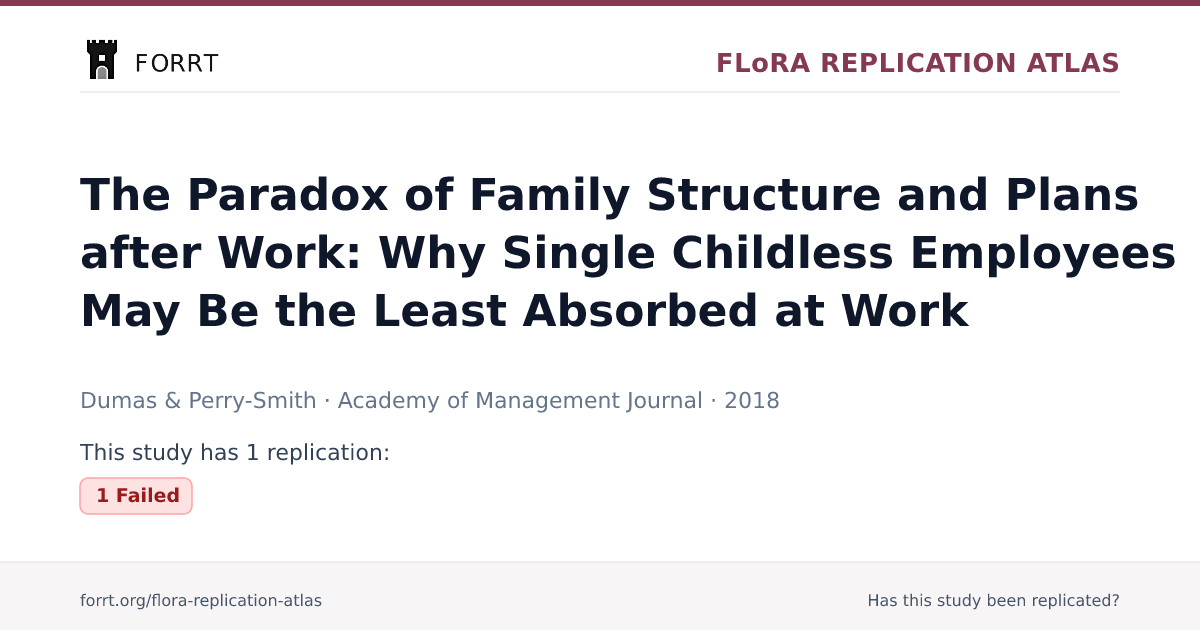 FORRT
FLoRA REPLICATION ATLAS
The Paradox of Family Structure and Plans
after Work: Why Single Childless Employees
May Be the Least Absorbed at Work
Dumas & Perry-Smith · Academy of Management Journal · 2018
This study has 1 replication:
1 Failed
forrt.org/flora-replication-atlas
Has this study been replicated?